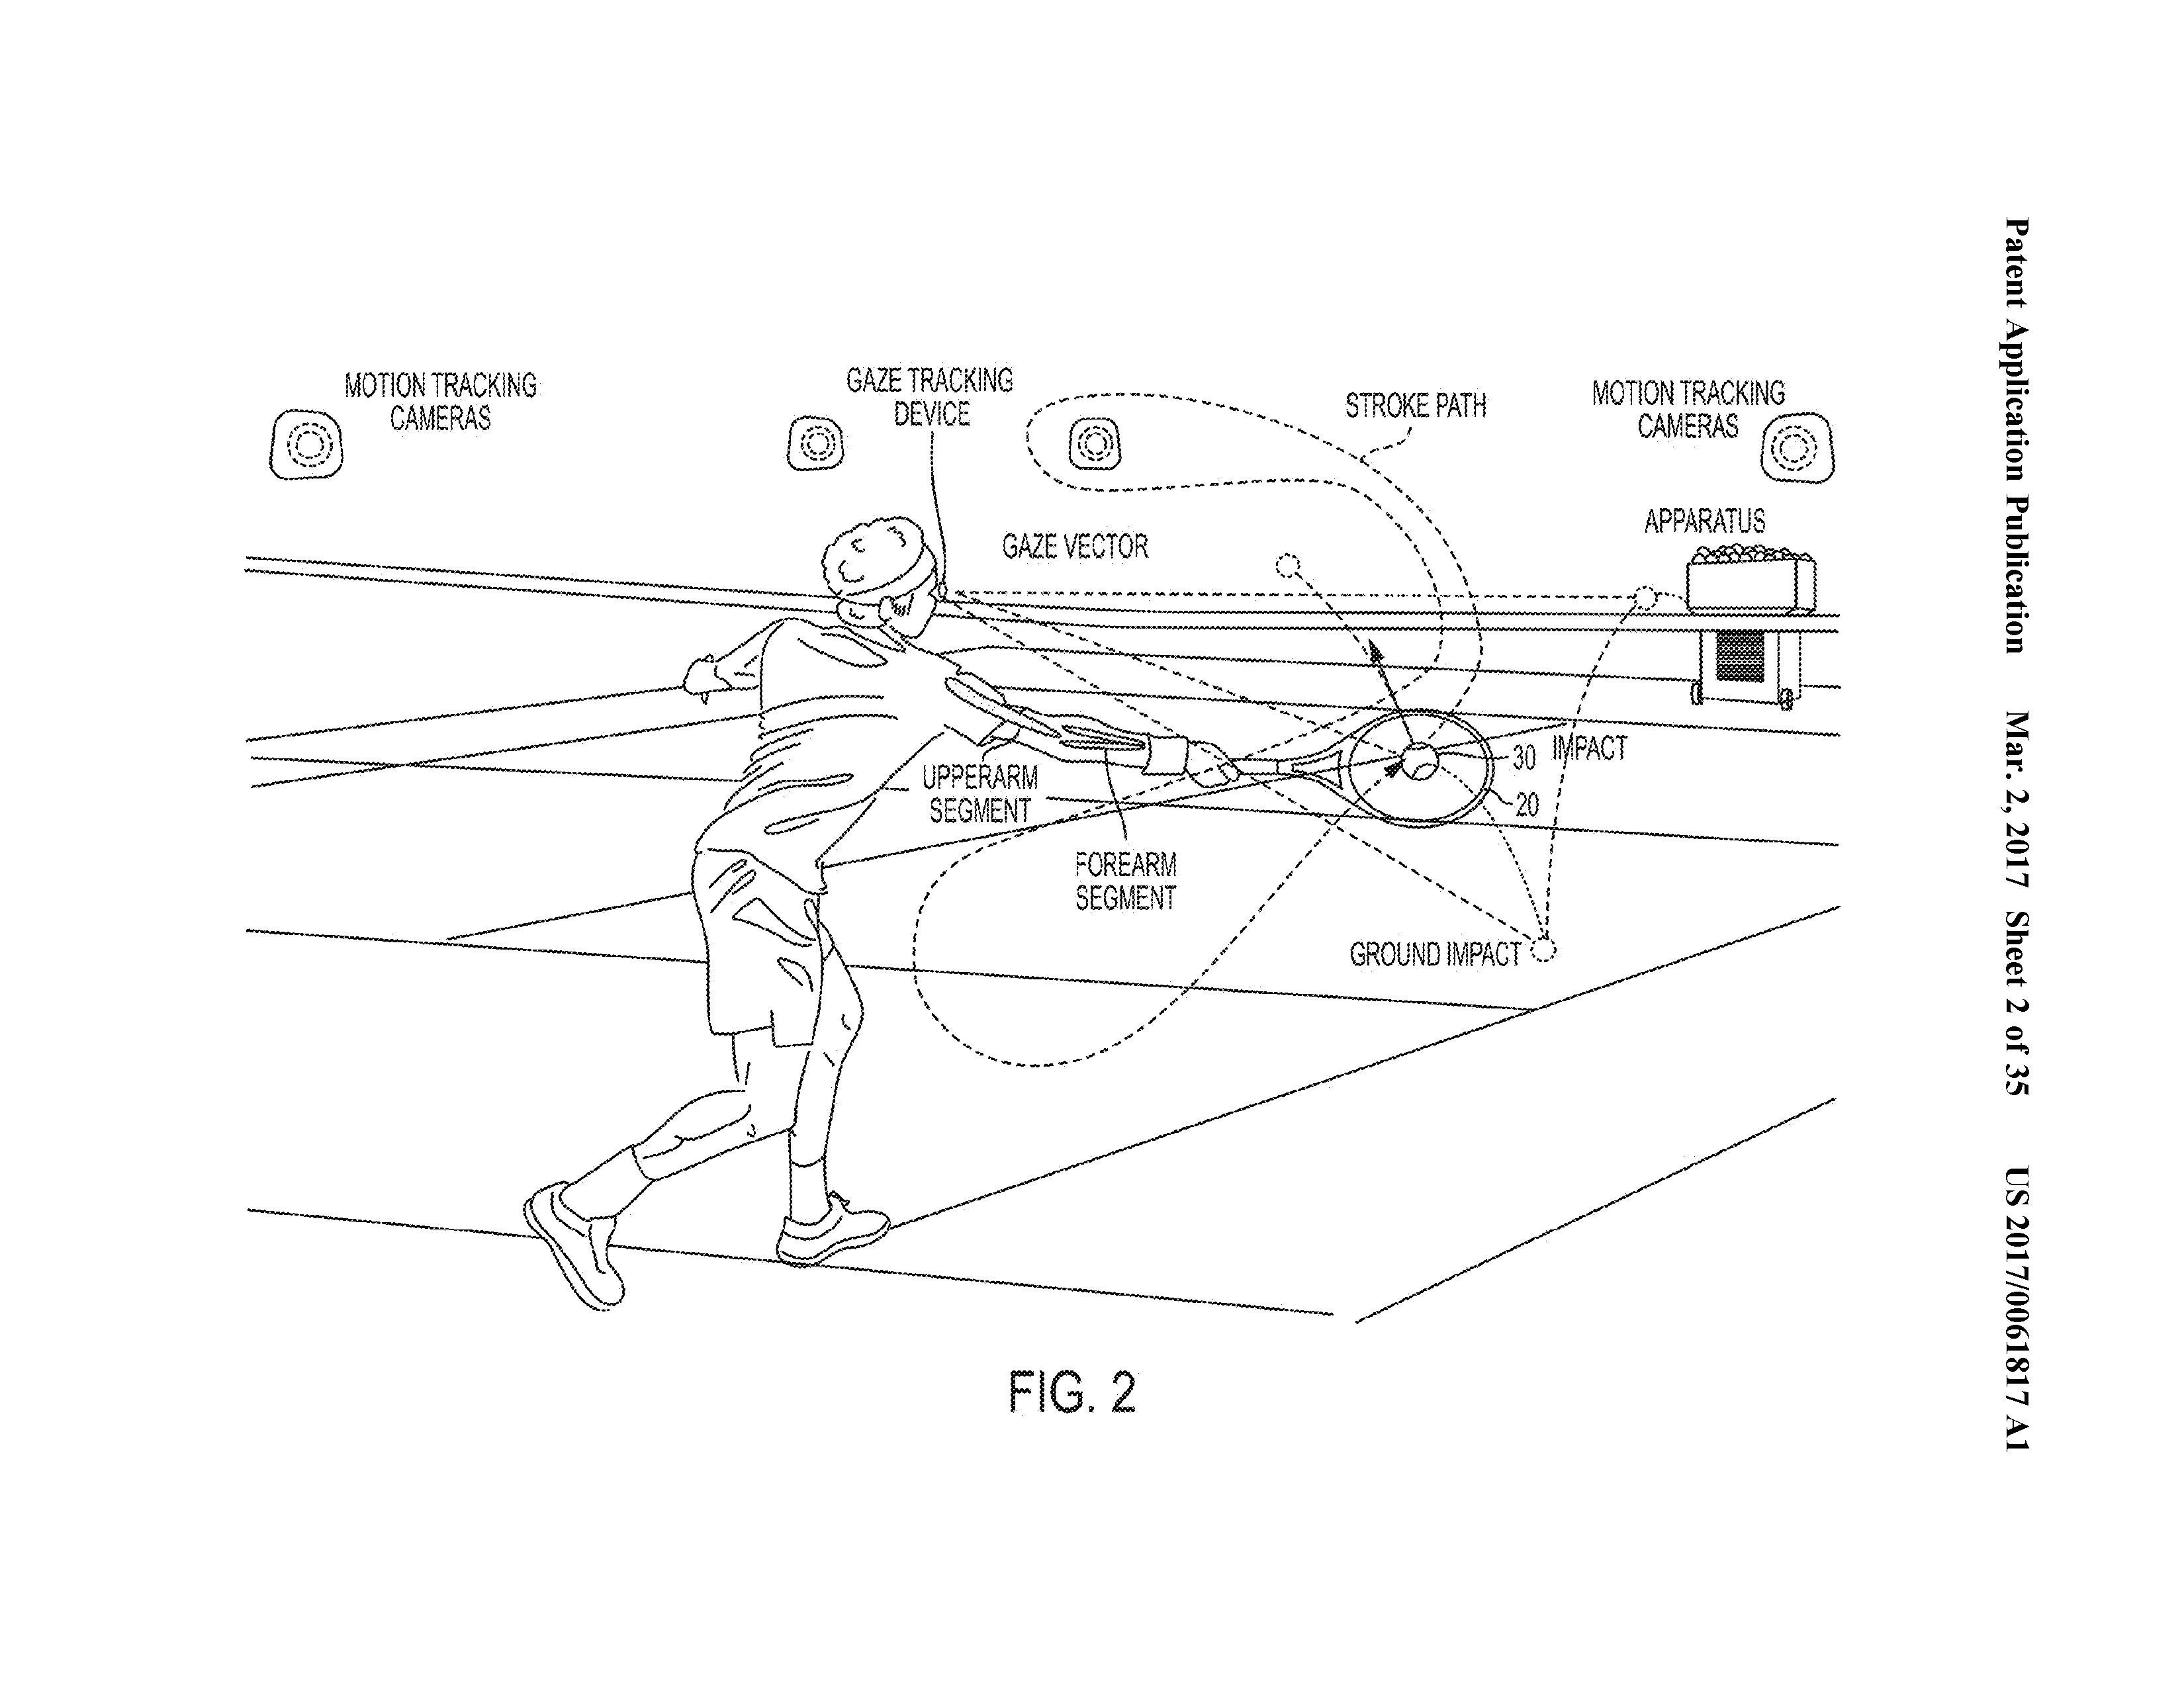 Patent Application Publication Mar. 2, 2017 Sheet 2 of 35 US 2017/0061817 A1
MOTION TRACKING
CAMERAS
GAZE TRACKING
DEVICE
STROKE PATH
MOTION TRACKING
CAMERAS
APPARATUS
GAZE VECTOR
IMPACT
30
20
UPPERARM
SEGMENT
FOREARM
SEGMENT
GROUND IMPACT
FIG. 2